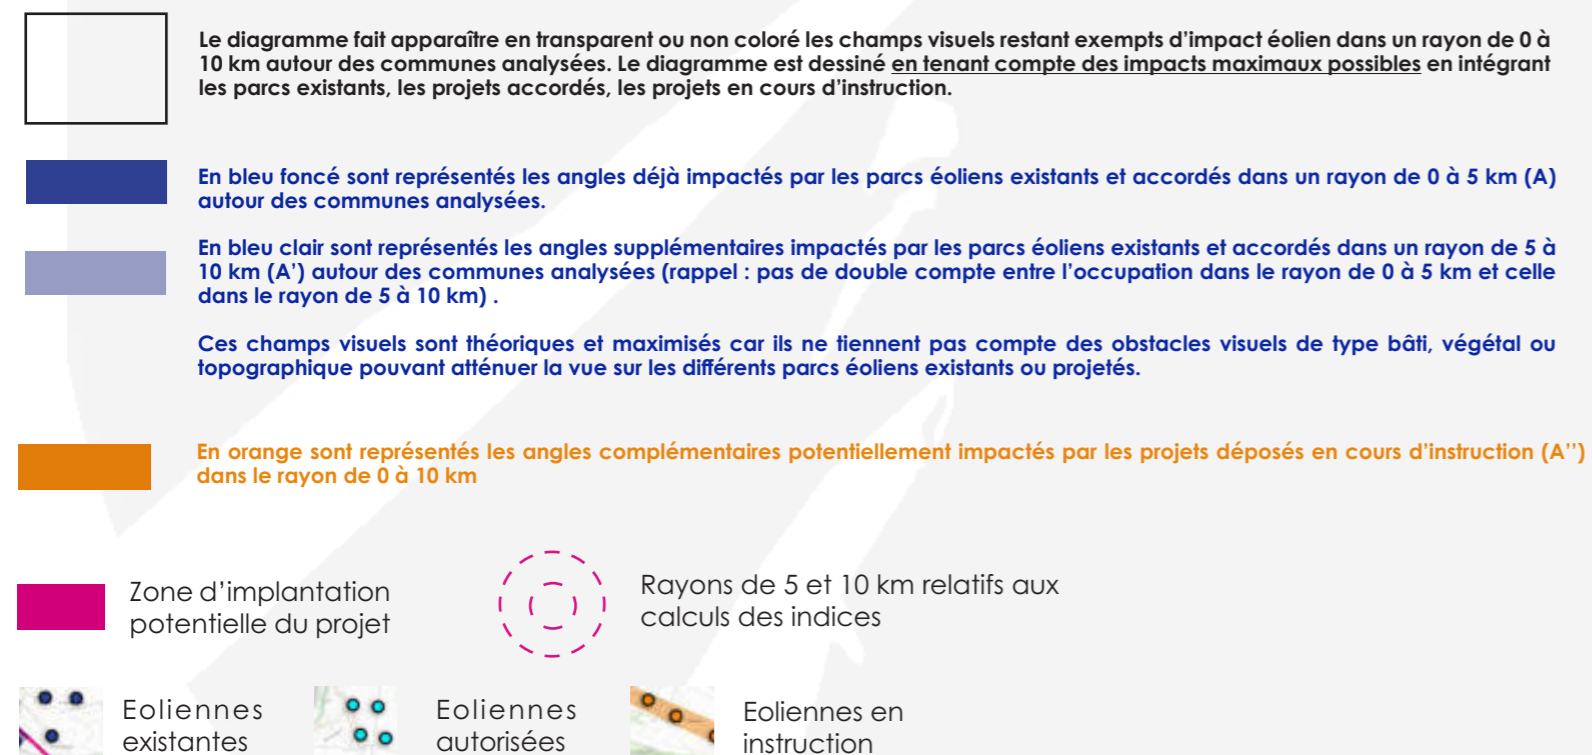 Le diagramme fait apparaître en transparent ou non coloré les champs visuels restant exempts d’impact éolien dans un rayon de 0 à
10 km autour des communes analysées. Le diagramme est dessiné en tenant compte des impacts maximaux possibles en intégrant
les parcs existants, les projets accordés, les projets en cours d’instruction.
En bleu foncé sont représentés les angles déjà impactés par les parcs éoliens existants et accordés dans un rayon de 0 à 5 km (A)
autour des communes analysées.
En bleu clair sont représentés les angles supplémentaires impactés par les parcs éoliens existants et accordés dans un rayon de 5 à
10 km (A’) autour des communes analysées (rappel : pas de double compte entre l’occupation dans le rayon de 0 à 5 km et celle
dans le rayon de 5 à 10 km) .
Ces champs visuels sont théoriques et maximisés car ils ne tiennent pas compte des obstacles visuels de type bâti, végétal ou
topographique pouvant atténuer la vue sur les différents parcs éoliens existants ou projetés.
En orange sont représentés les angles complémentaires potentiellement impactés par les projets déposés en cours d’instruction (A’’)
dans le rayon de 0 à 10 km
Zone d’implantation
potentielle du projet
Rayons de 5 et 10 km relatifs aux
calculs des indices
Eoliennes
existantes
Eoliennes
autorisées
Eoliennes en
instruction